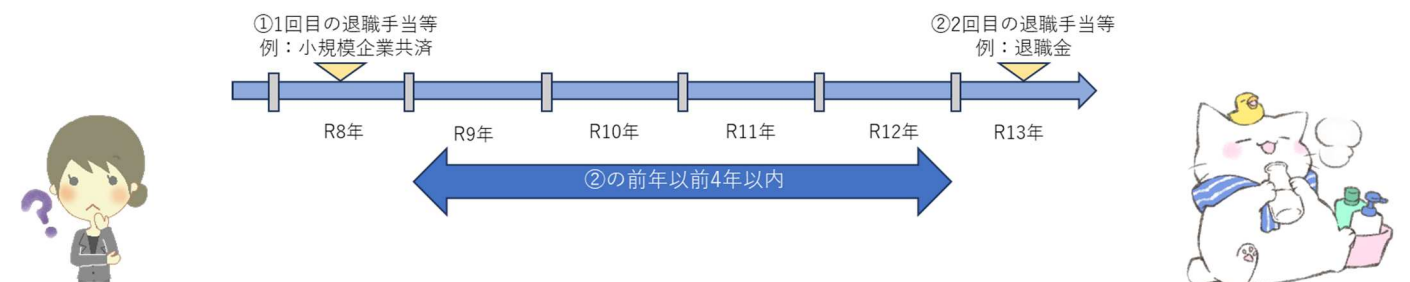 ①1回目の退職手当等
例：小規模企業共済
②2回目の退職手当等
例：退職金
R8年
R9年
R10年
R11年
R12年
R13年
②の前年以前4年以内
?